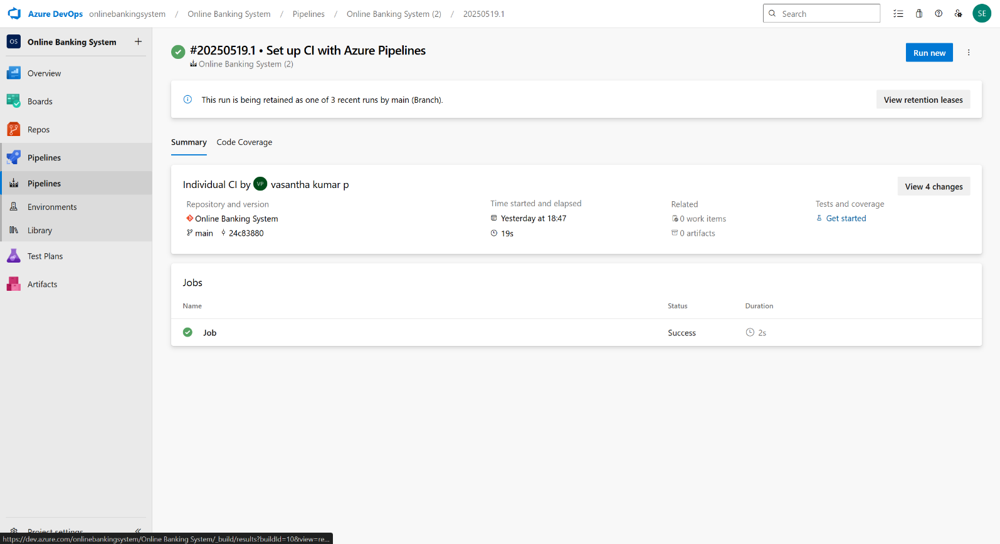 Azure DevOps onlinebankingsystem / Online Banking System / Pipelines / Online Banking System (2) / 20250519.1
Search
SE
OS Online Banking System
Overview
Boards
Repos
Pipelines
Pipelines
Environments
Library
Test Plans
Artifacts
Project settings
#20250519.1 • Set up CI with Azure Pipelines
Online Banking System (2)
Run new
This run is being retained as one of 3 recent runs by main (Branch).
View retention leases
Summary Code Coverage
Individual CI by VP vasantha kumar p
View 4 changes
Repository and version
Online Banking System
main 24c83880
Time started and elapsed
Yesterday at 18:47
19s
Related
0 work items
0 artifacts
Tests and coverage
Get started
Jobs
Name Status Duration
Job Success 2s
https://dev.azure.com/onlinebankingsystem/Online Banking System/_build/results?buildId=10&view=re...